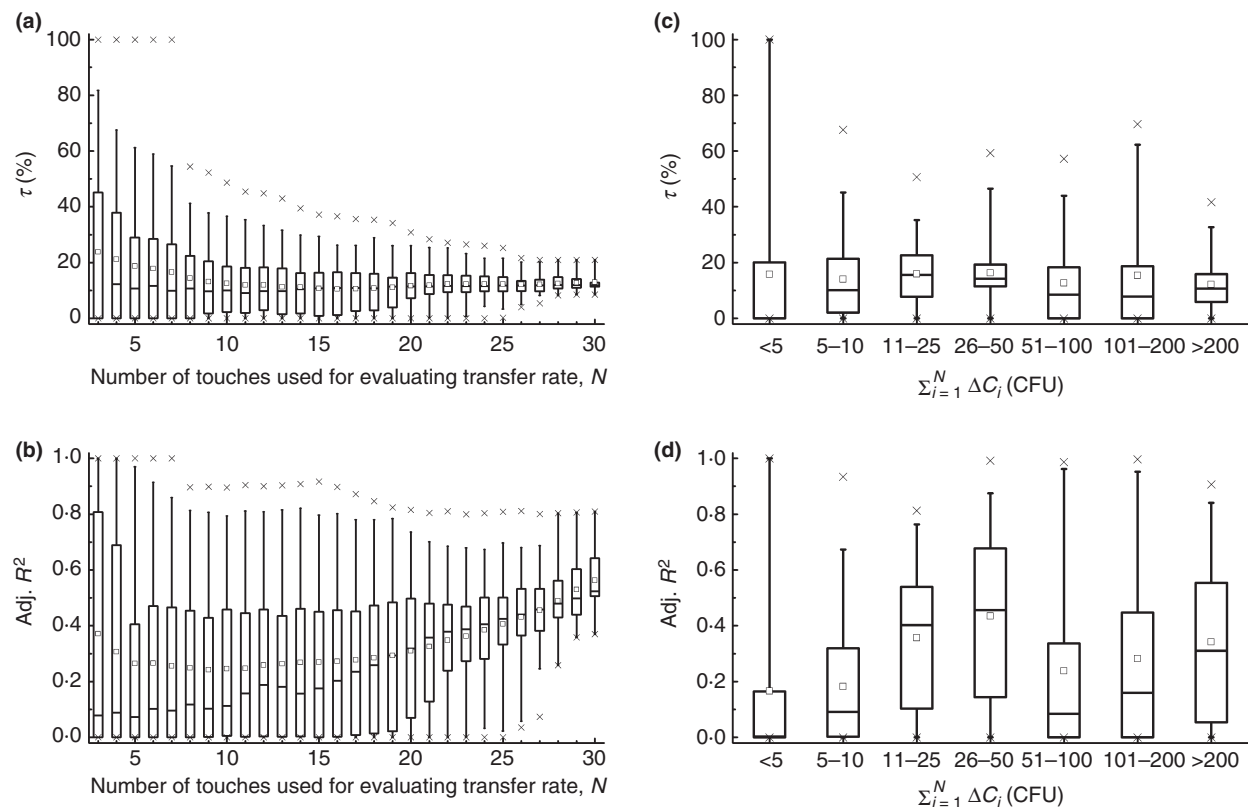 (a)
100
80
60
40
20
0
τ (%)
5 10 15 20 25 30
Number of touches used for evaluating transfer rate, N
(b)
1·0
0·8
0·6
0·4
0·2
0·0
Adj. R²
5 10 15 20 25 30
Number of touches used for evaluating transfer rate, N
(c)
100
80
60
40
20
0
τ (%)
<5 5–10 11–25 26–50 51–100 101–200 >200
Σᴺᵢ₌₁ ΔCᵢ (CFU)
(d)
1·0
0·8
0·6
0·4
0·2
0·0
Adj. R²
<5 5–10 11–25 26–50 51–100 101–200 >200
Σᴺᵢ₌₁ ΔCᵢ (CFU)